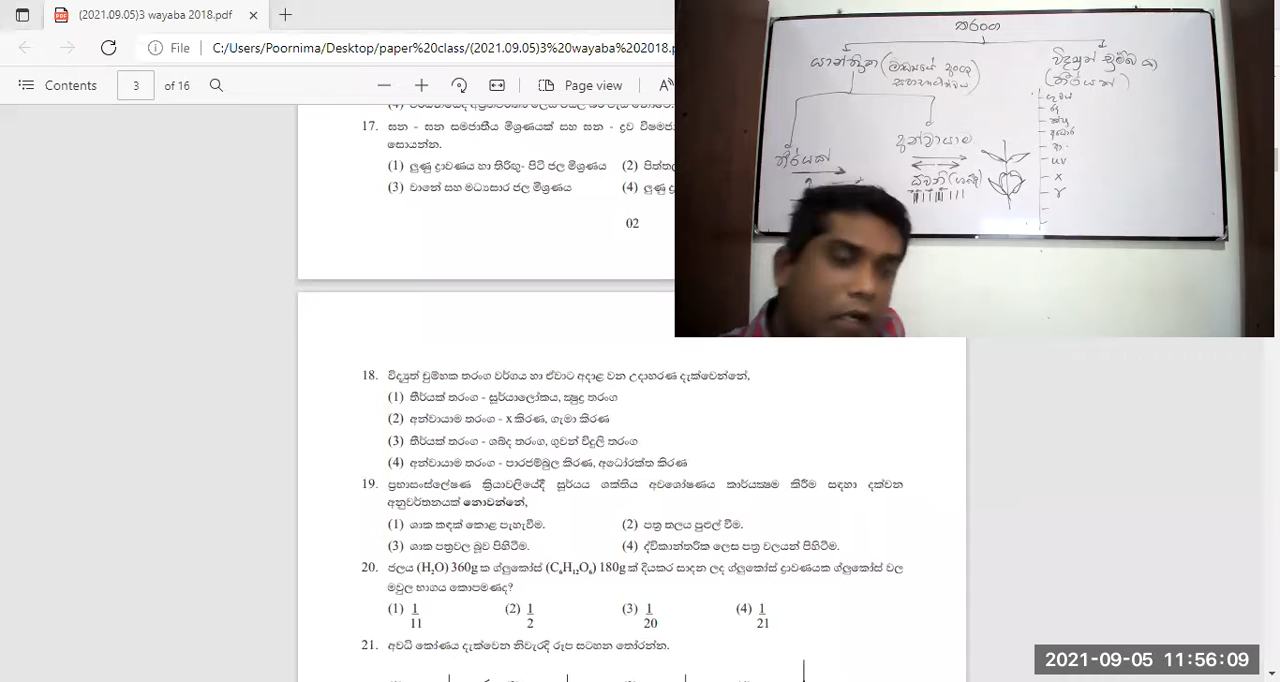 (2021.09.05)3 wayaba 2018.pdf
File C:/Users/Poornima/Desktop/paper%20class/(2021.09.05)3%20wayaba%202018.p
Contents 3 of 16 Page view
17. ඝන - ඝන සමජාතීය මිශ්‍රණයක් සහ ඝන - ද්‍රව විෂමජා
සොයන්න.
(1) ලුණු ද්‍රාවණය හා තිරිඟු- පිටි ජල මිශ්‍රණය (2) පිත්තල
(3) වානේ සහ මධ්‍යසාර ජල මිශ්‍රණය (4) ලුණු ද්‍ර
02
තරංග
යාන්ත්‍රික (මාධ්‍යයේ අංශු
විද්‍යුත් චුම්බක
(තීර්යක්)
තීර්යක්
අන්වායාම
ධ්වනි (ශබ්ද)
UV
X
γ
18. විද්‍යුත් චුම්භක තරංග වර්ගය හා ඒවාට අදාළ වන උදාහරණ දැක්වෙන්නේ,
(1) තීර්යක් තරංග - සූර්යාලෝකය, ක්‍ෂුද්‍ර තරංග
(2) අන්වායාම තරංග - x කිරණ, ගැමා කිරණ
(3) තීර්යක් තරංග - ශබ්ද තරංග, ගුවන් විදුලි තරංග
(4) අන්වායාම තරංග - පාරජම්බුල කිරණ, අධෝරක්ත කිරණ
19. ප්‍රභාසංස්ලේෂණ ක්‍රියාවලියේදී සූර්යය ශක්තිය අවශෝෂණය කාර්යක්‍ෂම කිරීම සඳහා දක්වන
අනුවර්තනයක් නොවන්නේ,
(1) ශාක කඳක් කොළ පැහැවීම. (2) පත්‍ර තලය පුළුල් වීම.
(3) ශාක පත්‍රවල බූව පිහිටීම. (4) ද්විකාන්තරික ලෙස පත්‍ර වලයන් පිහිටීම.
20. ජලය (H₂O) 360g ක ග්ලුකෝස් (C₆H₁₂O₆) 180g ක් දියකර සාදන ලද ග්ලුකෝස් ද්‍රාවණයක ග්ලුකෝස් වල
මවුල භාගය කොපමණද?
(1) 1/11 (2) 1/2 (3) 1/20 (4) 1/21
21. අවධි කෝණය දැක්වෙන නිවැරදි රූප සටහන තෝරන්න.
2021-09-05 11:56:09